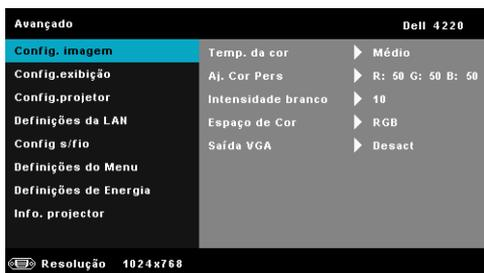 Avançado Dell 4220
Config. imagem Temp. da cor Médio
Config.exibição Aj. Cor Pers R: 50 G: 50 B: 50
Config.projetor Intensidade branco 10
Definições da LAN Espaço de Cor RGB
Config s/fio Saída VGA Desact
Definições do Menu
Definições de Energia
Info. projector
Resolução 1024x768